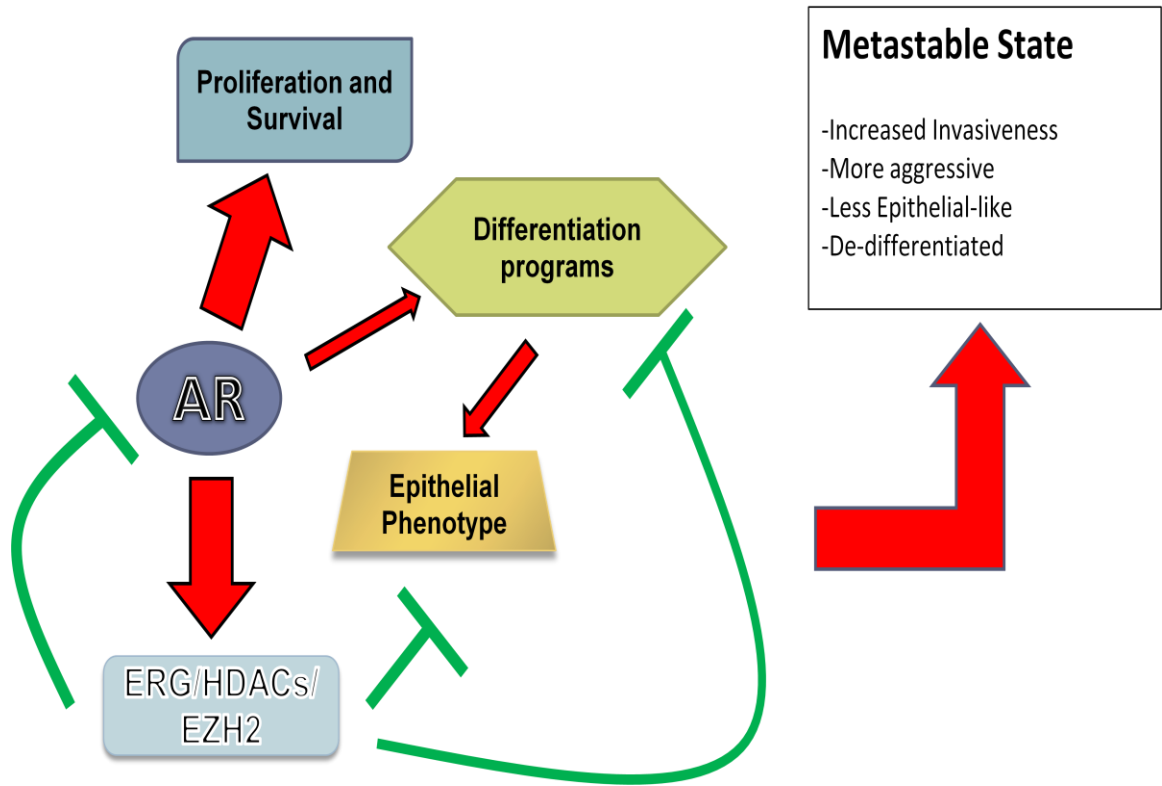 Proliferation and
Survival
Differentiation
programs
AR
Epithelial
Phenotype
ERG/HDACs/
EZH2
Metastable State
-Increased Invasiveness
-More aggressive
-Less Epithelial-like
-De-differentiated